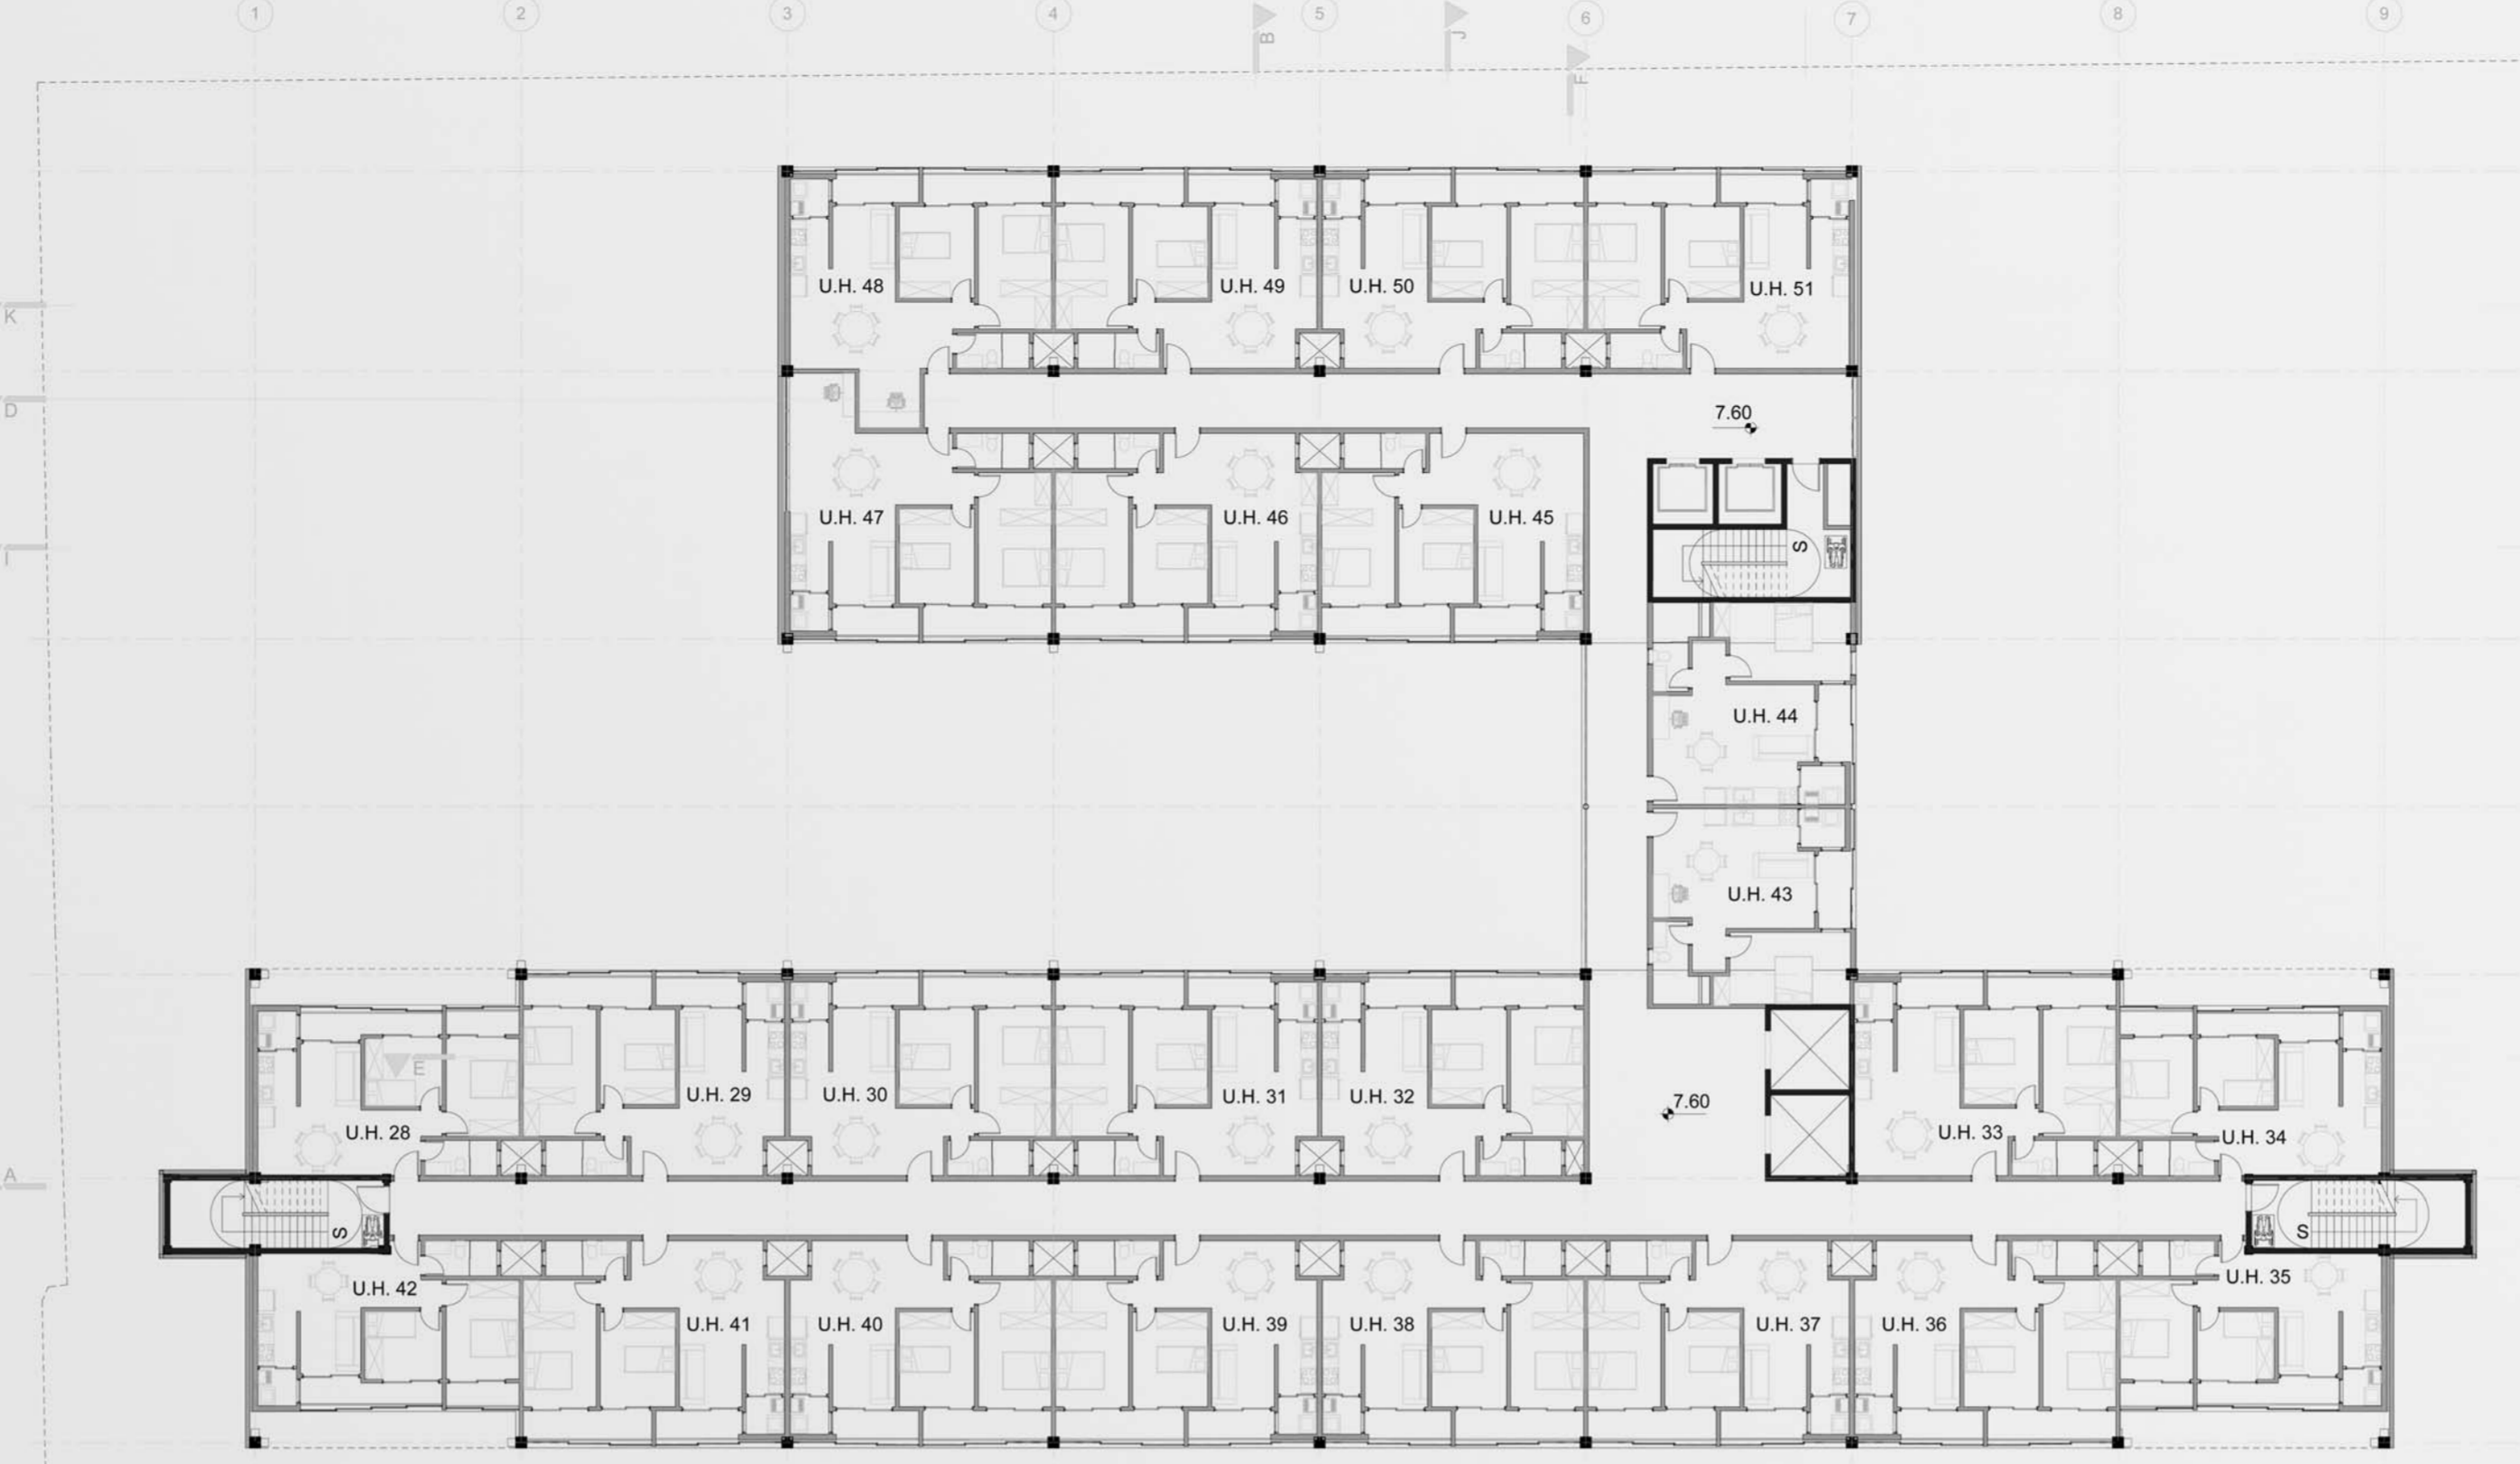 1 2 3 4 5 6 7 8 9
B J
F
U.H. 48 U.H. 49 U.H. 50 U.H. 51
K
D
7.60
U.H. 47 U.H. 46 U.H. 45
I
S
U.H. 44
U.H. 43
E
U.H. 29 U.H. 30 U.H. 31 U.H. 32
7.60
U.H. 28 U.H. 33 U.H. 34
A
S S
U.H. 42 U.H. 35
U.H. 41 U.H. 40 U.H. 39 U.H. 38 U.H. 37 U.H. 36